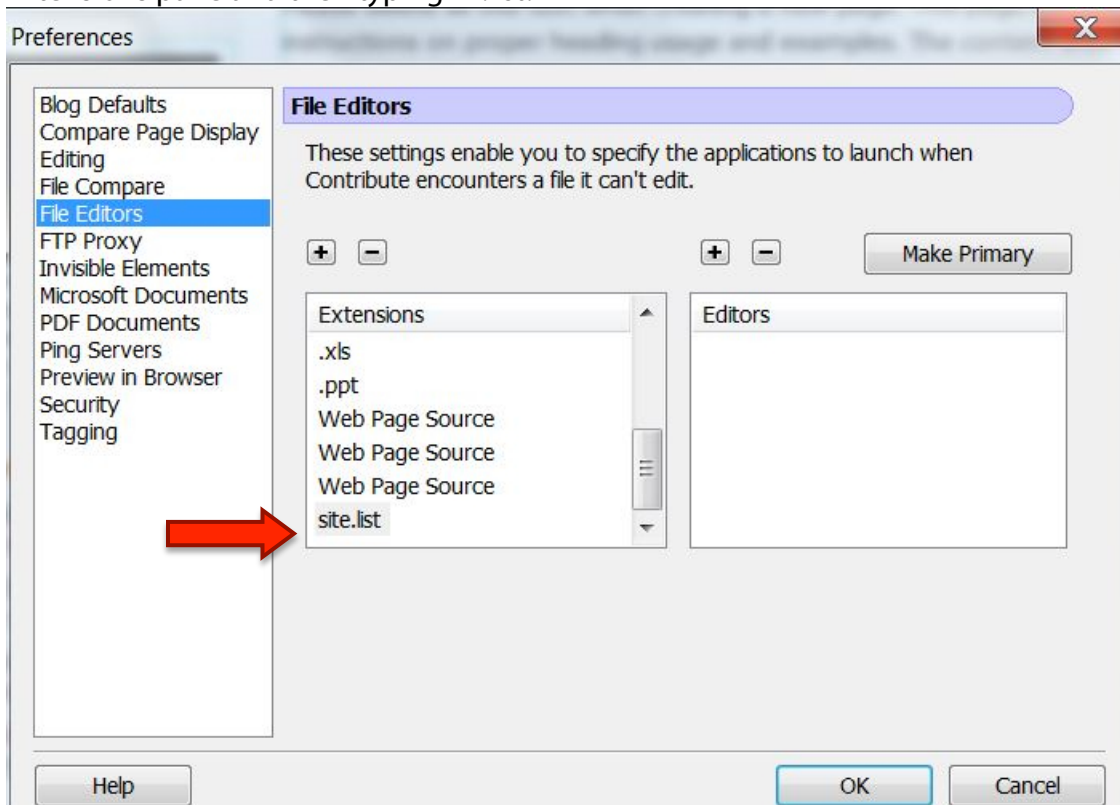 Preferences
X
Blog Defaults
Compare Page Display
Editing
File Compare
File Editors
FTP Proxy
Invisible Elements
Microsoft Documents
PDF Documents
Ping Servers
Preview in Browser
Security
Tagging
File Editors
These settings enable you to specify the applications to launch when
Contribute encounters a file it can't edit.
+ − + − Make Primary
Extensions
.xls
.ppt
Web Page Source
Web Page Source
Web Page Source
site.list
Editors
Help OK Cancel